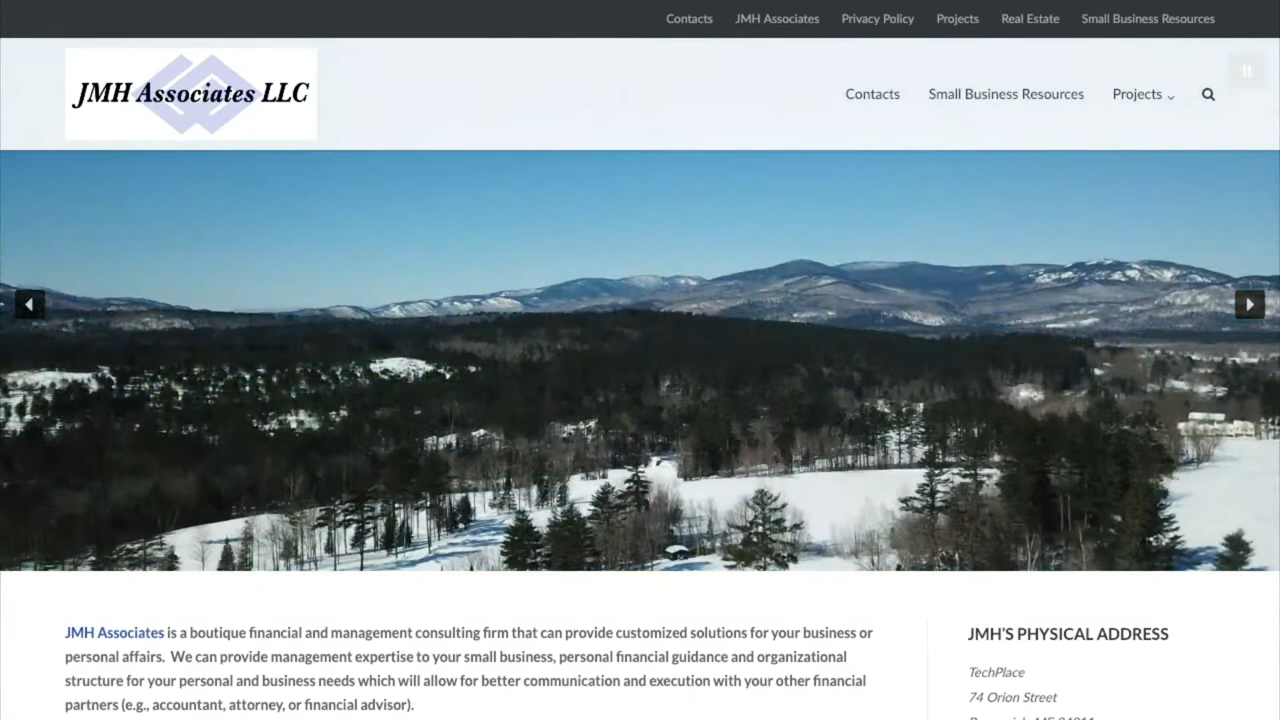 Contacts JMH Associates Privacy Policy Projects Real Estate Small Business Resources
JMH Associates LLC
Contacts Small Business Resources Projects
JMH Associates is a boutique financial and management consulting firm that can provide customized solutions for your business or
personal affairs. We can provide management expertise to your small business, personal financial guidance and organizational
structure for your personal and business needs which will allow for better communication and execution with your other financial
partners (e.g., accountant, attorney, or financial advisor).
JMH'S PHYSICAL ADDRESS
TechPlace
74 Orion Street